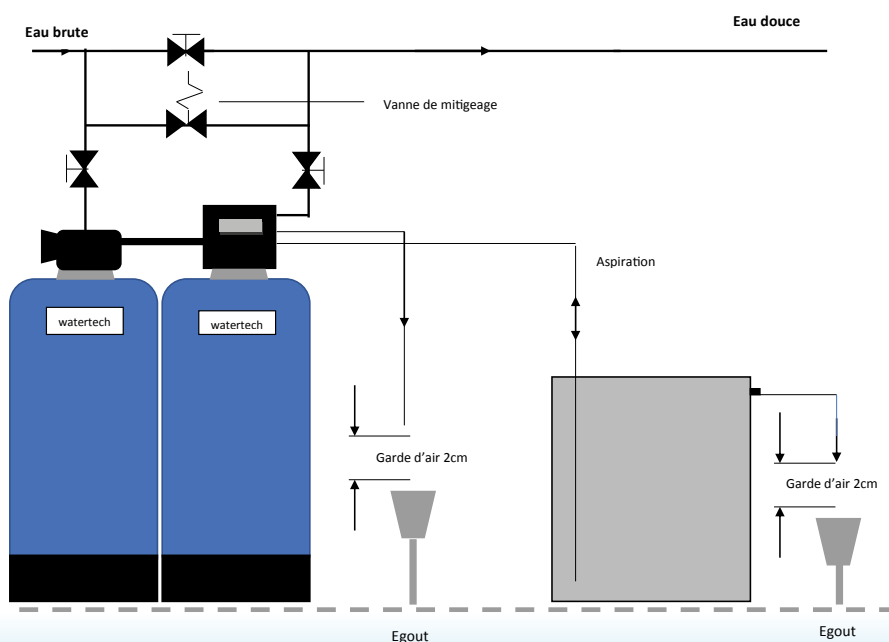 Eau brute
Eau douce
Vanne de mitigeage
Aspiration
watertech
watertech
Garde d'air 2cm
Garde d'air 2cm
Egout
Egout